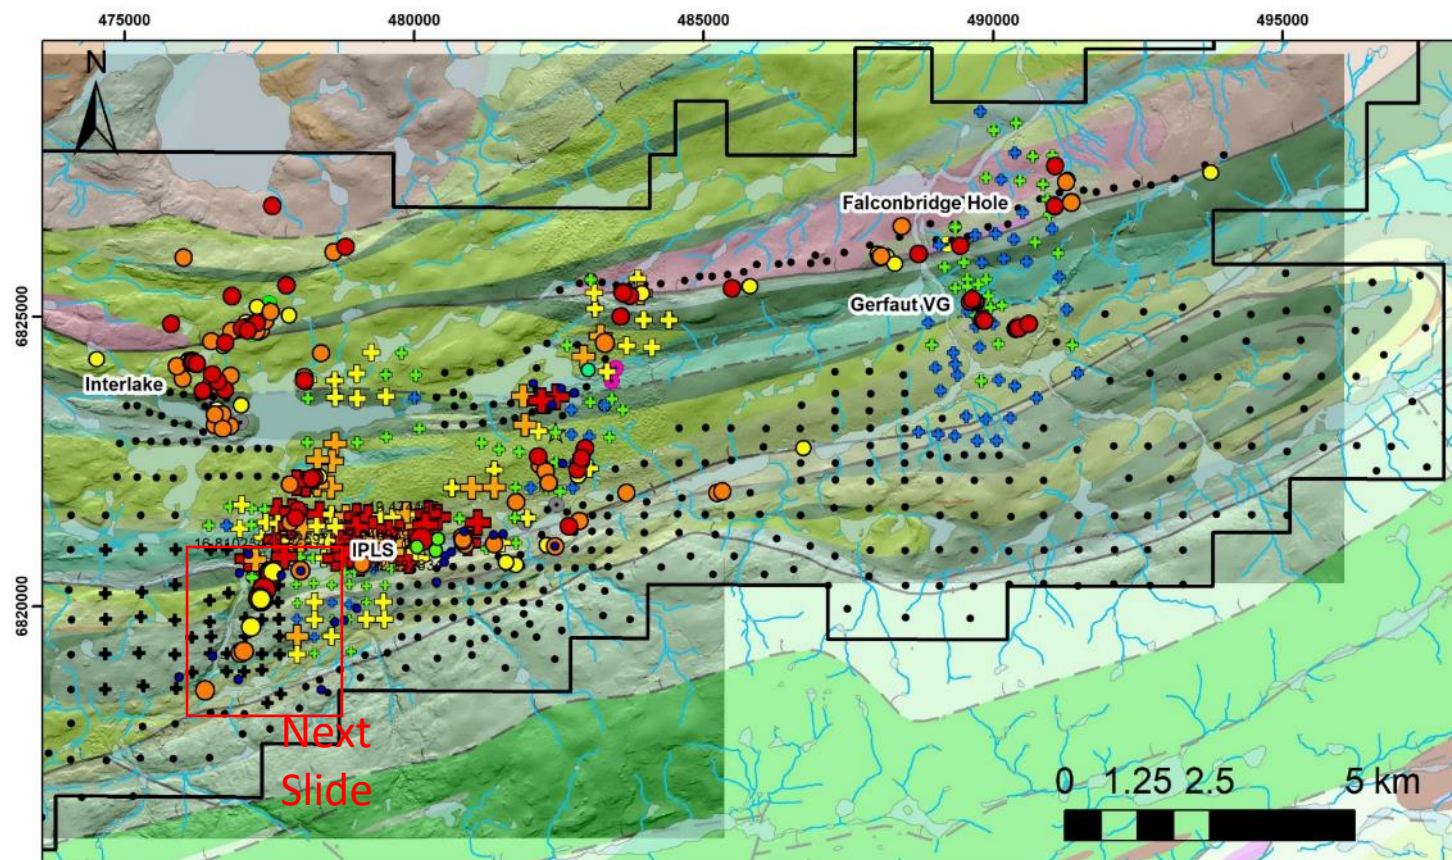 475000 480000 485000 490000 495000
N
Falconbridge Hole
Gerfaut VG
6825000
Interlake
IPLS
6820000
Next
Slide
0 1.25 2.5 5 km